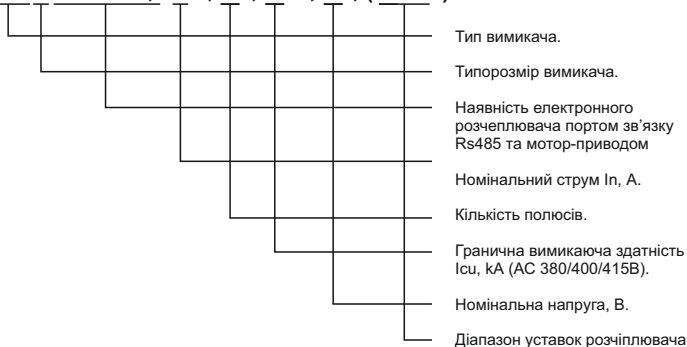 Тип вимикача.
Типорозмір вимикача.
Наявність електронного
розчеплювача портом зв'язку
Rs485 та мотор-приводом
Номінальний струм In, А.
Кількість полюсів.
Гранична вимикаюча здатність
Icu, kA (AC 380/400/415В).
Номінальна напруга, В.
Діапазон уставок розчіплювача